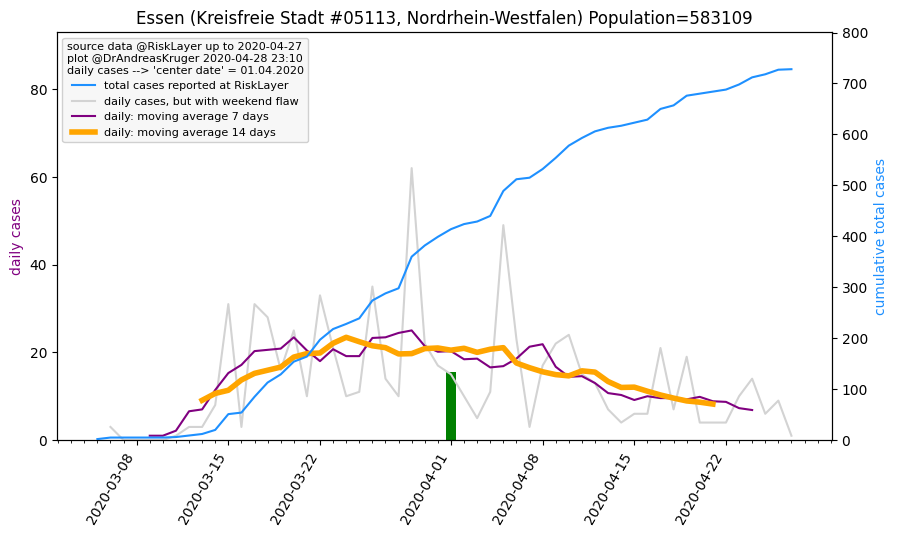 Essen (Kreisfreie Stadt #05113, Nordrhein-Westfalen) Population=583109
source data @RiskLayer up to 2020-04-27
plot @DrAndreasKruger 2020-04-28 23:10
daily cases --> 'center date' = 01.04.2020
total cases reported at RiskLayer
daily cases, but with weekend flaw
daily: moving average 7 days
daily: moving average 14 days
daily cases
80
60
40
20
0
cumulative total cases
800
700
600
500
400
300
200
100
0
2020-03-08
2020-03-15
2020-03-22
2020-04-01
2020-04-08
2020-04-15
2020-04-22